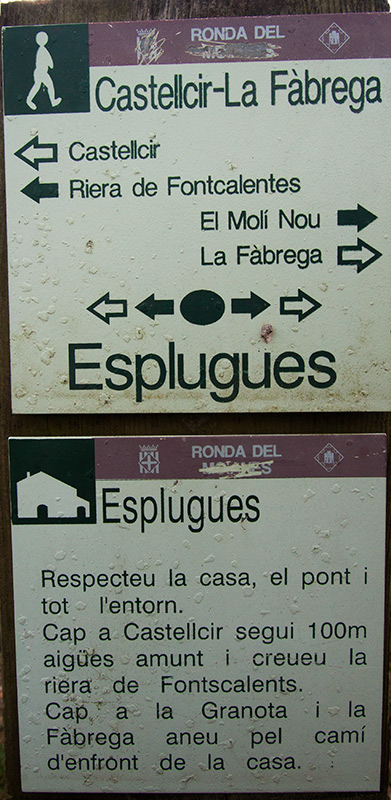 RONDA DEL
Castellcir-La Fàbrega
Castellcir
Riera de Fontcalentes
El Molí Nou
La Fàbrega
Esplugues
RONDA DEL
Esplugues
Respecteu la casa, el pont i
tot l'entorn.
Cap a Castellcir segui 100m
aigües amunt i creueu la
riera de Fontscalents.
Cap a la Granota i la
Fàbrega aneu pel camí
d'enfront de la casa.